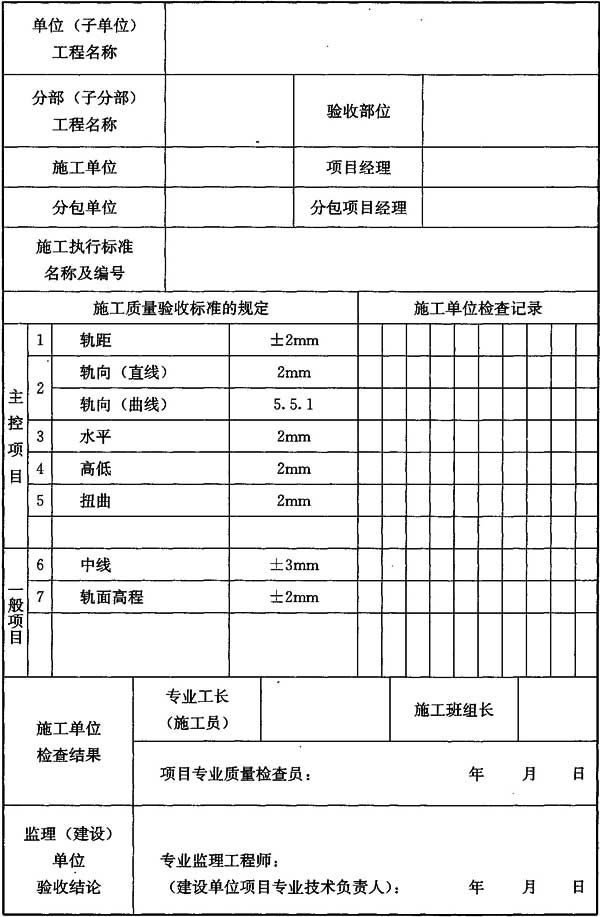 单位（子单位）
工程名称
分部（子分部）
工程名称
验收部位
施工单位
项目经理
分包单位
分包项目经理
施工执行标准
名称及编号
施工质量验收标准的规定
施工单位检查记录
主控项目
1 轨距 ±2mm
2 轨向（直线） 2mm
轨向（曲线） 5.5.1
3 水平 2mm
4 高低 2mm
5 扭曲 2mm
一般项目
6 中线 ±3mm
7 轨面高程 ±2mm
施工单位
检查结果
专业工长
（施工员）
施工班组长
项目专业质量检查员： 年 月 日
监理（建设）
单位
验收结论
专业监理工程师：
（建设单位项目专业技术负责人）： 年 月 日